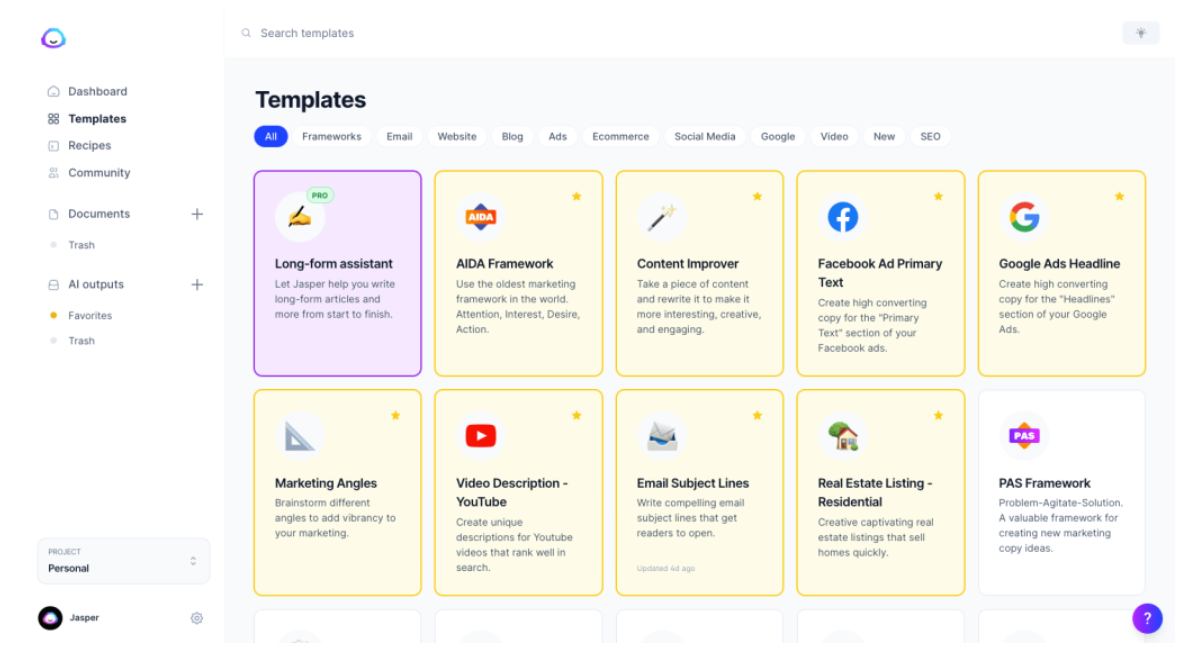 Search templates
Dashboard
Templates
Recipes
Community
Documents
Trash
AI outputs
Favorites
Trash
PROJECT
Personal
Jasper
Templates
All
Frameworks
Email
Website
Blog
Ads
Ecommerce
Social Media
Google
Video
New
SEO
PRO
Long-form assistant
Let Jasper help you write
long-form articles and
more from start to finish.
AIDA
AIDA Framework
Use the oldest marketing
framework in the world.
Attention, Interest, Desire,
Action.
Content Improver
Take a piece of content
and rewrite it to make it
more interesting, creative,
and engaging.
Facebook Ad Primary
Text
Create high converting
copy for the "Primary
Text" section of your
Facebook ads.
Google Ads Headline
Create high converting
copy for the "Headlines"
section of your Google
Ads.
Marketing Angles
Brainstorm different
angles to add vibrancy to
your marketing.
Video Description -
YouTube
Create unique
descriptions for Youtube
videos that rank well in
search.
Email Subject Lines
Write compelling email
subject lines that get
readers to open.
Updated 4d ago
Real Estate Listing -
Residential
Creative captivating real
estate listings that sell
homes quickly.
PAS
PAS Framework
Problem-Agitate-Solution.
A valuable framework for
creating new marketing
copy ideas.
?